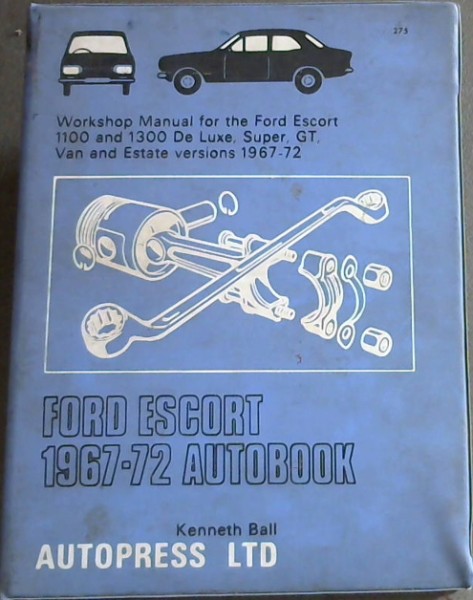 275
Workshop Manual for the Ford Escort
1100 and 1300 De Luxe, Super, GT,
Van and Estate versions 1967-72
FORD ESCORT
1967-72 AUTOBOOK
Kenneth Ball
AUTOPRESS LTD